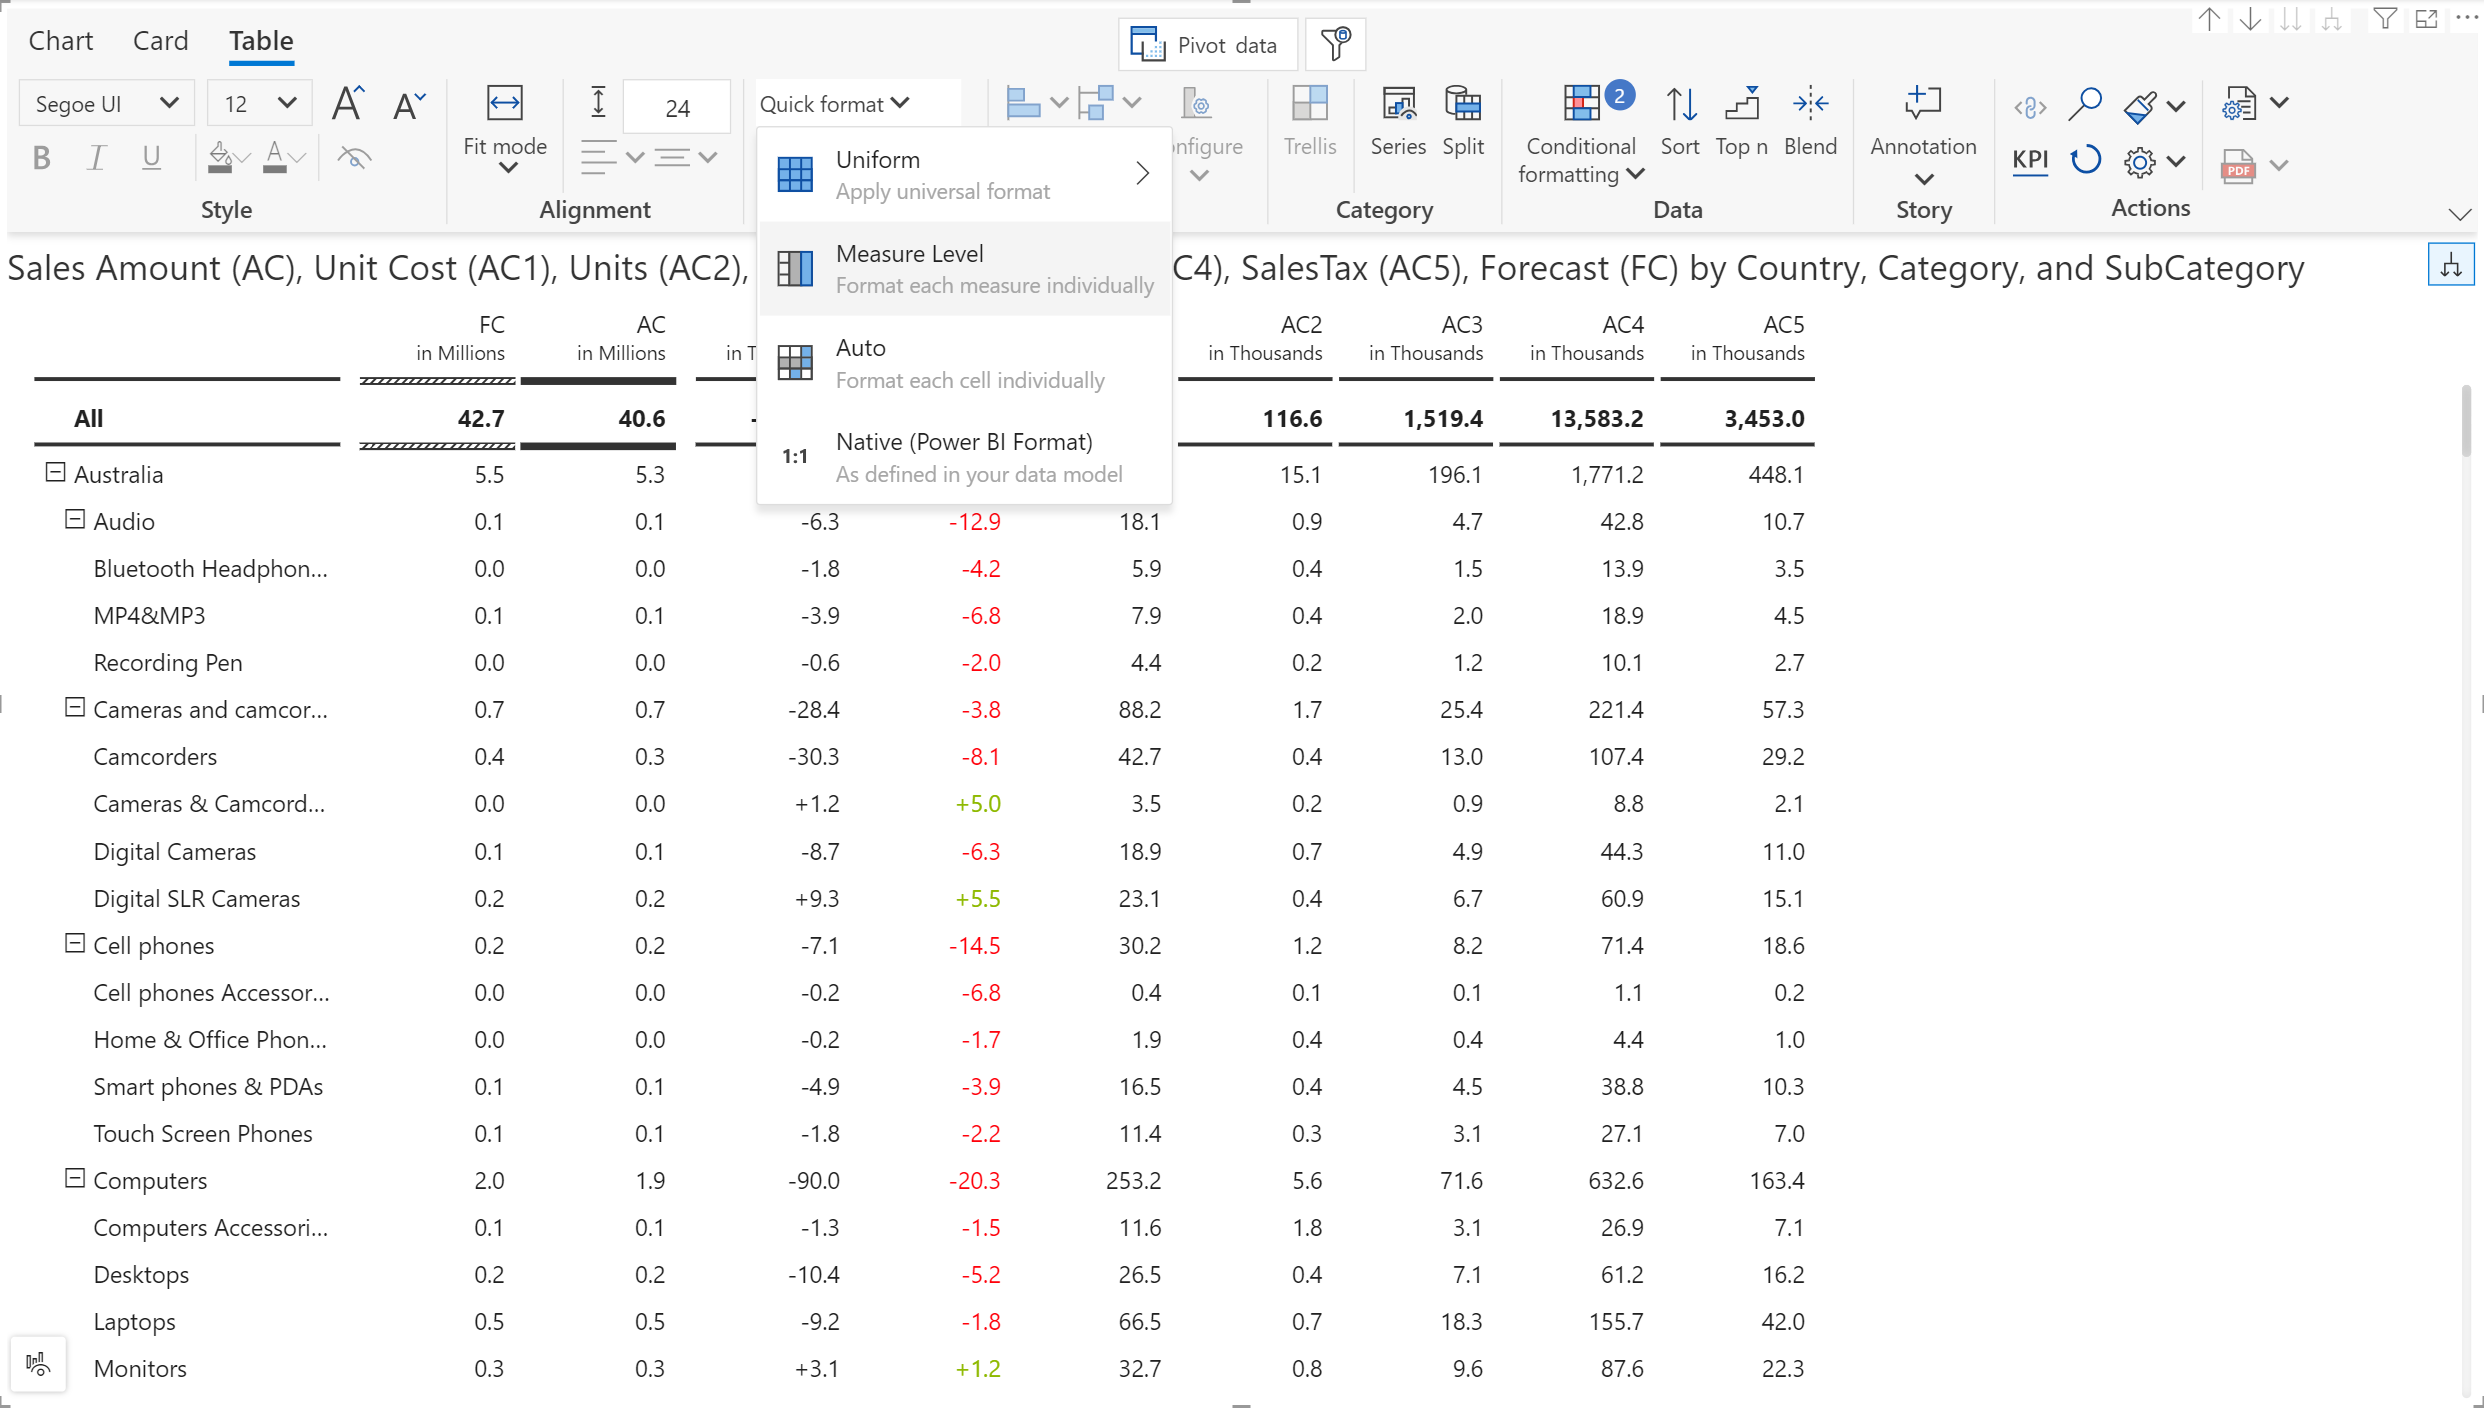 Chart Card Table
Pivot data
Segoe UI 12 A A 24 Quick format
B I U A
Fit mode
nfigure
Trellis
Series Split
Conditional formatting 2
Sort Top n Blend
Annotation
KPI
PDF
Style Alignment Category Data Story Actions
Uniform
Apply universal format
Measure Level
Format each measure individually
Auto
Format each cell individually
1:1 Native (Power BI Format)
As defined in your data model
Sales Amount (AC), Unit Cost (AC1), Units (AC2), C4), SalesTax (AC5), Forecast (FC) by Country, Category, and SubCategory
FC AC AC2 AC3 AC4 AC5
in Millions in Millions in T in Thousands in Thousands in Thousands in Thousands
All 42.7 40.6 - 116.6 1,519.4 13,583.2 3,453.0
Australia 5.5 5.3 15.1 196.1 1,771.2 448.1
Audio 0.1 0.1 -6.3 -12.9 18.1 0.9 4.7 42.8 10.7
Bluetooth Headphon... 0.0 0.0 -1.8 -4.2 5.9 0.4 1.5 13.9 3.5
MP4&MP3 0.1 0.1 -3.9 -6.8 7.9 0.4 2.0 18.9 4.5
Recording Pen 0.0 0.0 -0.6 -2.0 4.4 0.2 1.2 10.1 2.7
Cameras and camcor... 0.7 0.7 -28.4 -3.8 88.2 1.7 25.4 221.4 57.3
Camcorders 0.4 0.3 -30.3 -8.1 42.7 0.4 13.0 107.4 29.2
Cameras & Camcord... 0.0 0.0 +1.2 +5.0 3.5 0.2 0.9 8.8 2.1
Digital Cameras 0.1 0.1 -8.7 -6.3 18.9 0.7 4.9 44.3 11.0
Digital SLR Cameras 0.2 0.2 +9.3 +5.5 23.1 0.4 6.7 60.9 15.1
Cell phones 0.2 0.2 -7.1 -14.5 30.2 1.2 8.2 71.4 18.6
Cell phones Accessor... 0.0 0.0 -0.2 -6.8 0.4 0.1 0.1 1.1 0.2
Home & Office Phon... 0.0 0.0 -0.2 -1.7 1.9 0.4 0.4 4.4 1.0
Smart phones & PDAs 0.1 0.1 -4.9 -3.9 16.5 0.4 4.5 38.8 10.3
Touch Screen Phones 0.1 0.1 -1.8 -2.2 11.4 0.3 3.1 27.1 7.0
Computers 2.0 1.9 -90.0 -20.3 253.2 5.6 71.6 632.6 163.4
Computers Accessori... 0.1 0.1 -1.3 -1.5 11.6 1.8 3.1 26.9 7.1
Desktops 0.2 0.2 -10.4 -5.2 26.5 0.4 7.1 61.2 16.2
Laptops 0.5 0.5 -9.2 -1.8 66.5 0.7 18.3 155.7 42.0
Monitors 0.3 0.3 +3.1 +1.2 32.7 0.8 9.6 87.6 22.3